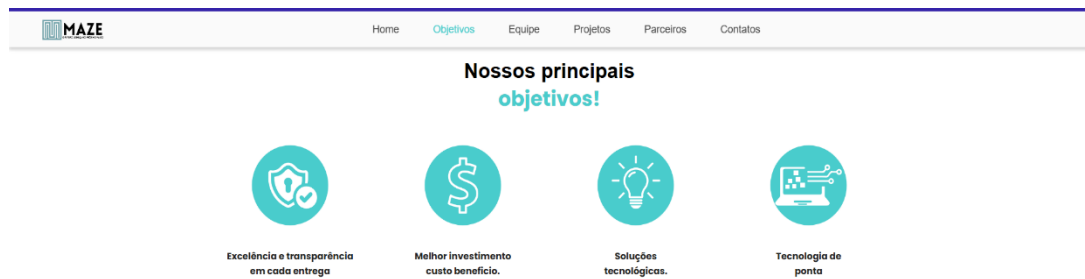 MAZE
Home Objetivos Equipe Projetos Parceiros Contatos
Nossos principais
objetivos!
Excelência e transparência
em cada entrega
Melhor investimento
custo benefício.
Soluções
tecnológicas.
Tecnologia de
ponta